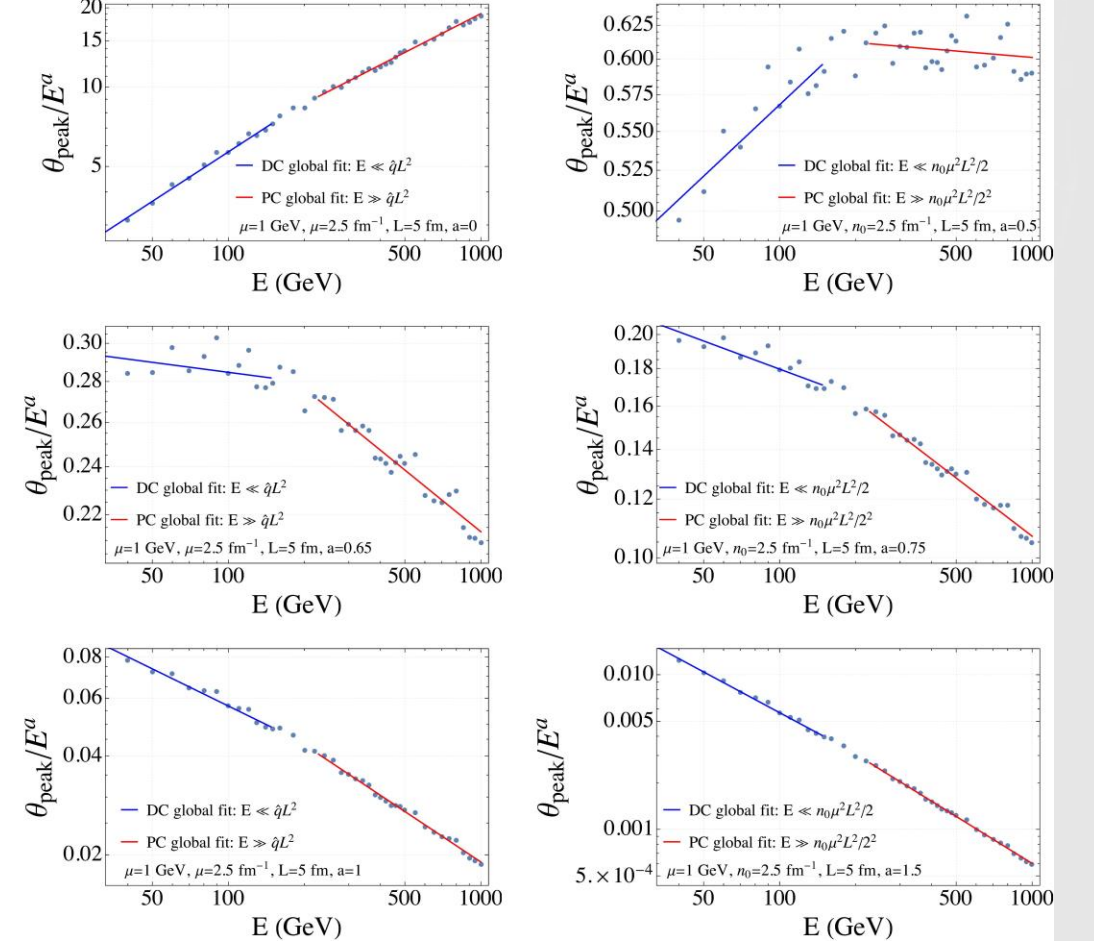 20
15
10
5
θpeak/E^a
DC global fit: E ≪ q̂L²
PC global fit: E ≫ q̂L²
μ=1 GeV, μ=2.5 fm⁻¹, L=5 fm, a=0
50 100 500 1000
E (GeV)
0.625
0.600
0.575
0.550
0.525
0.500
θpeak/E^a
DC global fit: E ≪ n₀μ²L²/2
PC global fit: E ≫ n₀μ²L²/2²
μ=1 GeV, n₀=2.5 fm⁻¹, L=5 fm, a=0.5
50 100 500 1000
E (GeV)
0.30
0.28
0.26
0.24
0.22
θpeak/E^a
DC global fit: E ≪ q̂L²
PC global fit: E ≫ q̂L²
μ=1 GeV, μ=2.5 fm⁻¹, L=5 fm, a=0.65
50 100 500 1000
E (GeV)
0.20
0.18
0.16
0.14
0.12
0.10
θpeak/E^a
DC global fit: E ≪ n₀μ²L²/2
PC global fit: E ≫ n₀μ²L²/2²
μ=1 GeV, n₀=2.5 fm⁻¹, L=5 fm, a=0.75
50 100 500 1000
E (GeV)
0.08
0.06
0.04
0.02
θpeak/E^a
DC global fit: E ≪ q̂L²
PC global fit: E ≫ q̂L²
μ=1 GeV, μ=2.5 fm⁻¹, L=5 fm, a=1
50 100 500 1000
E (GeV)
0.010
0.005
0.001
5.×10⁻⁴
θpeak/E^a
DC global fit: E ≪ n₀μ²L²/2
PC global fit: E ≫ n₀μ²L²/2²
μ=1 GeV, n₀=2.5 fm⁻¹, L=5 fm, a=1.5
50 100 500 1000
E (GeV)